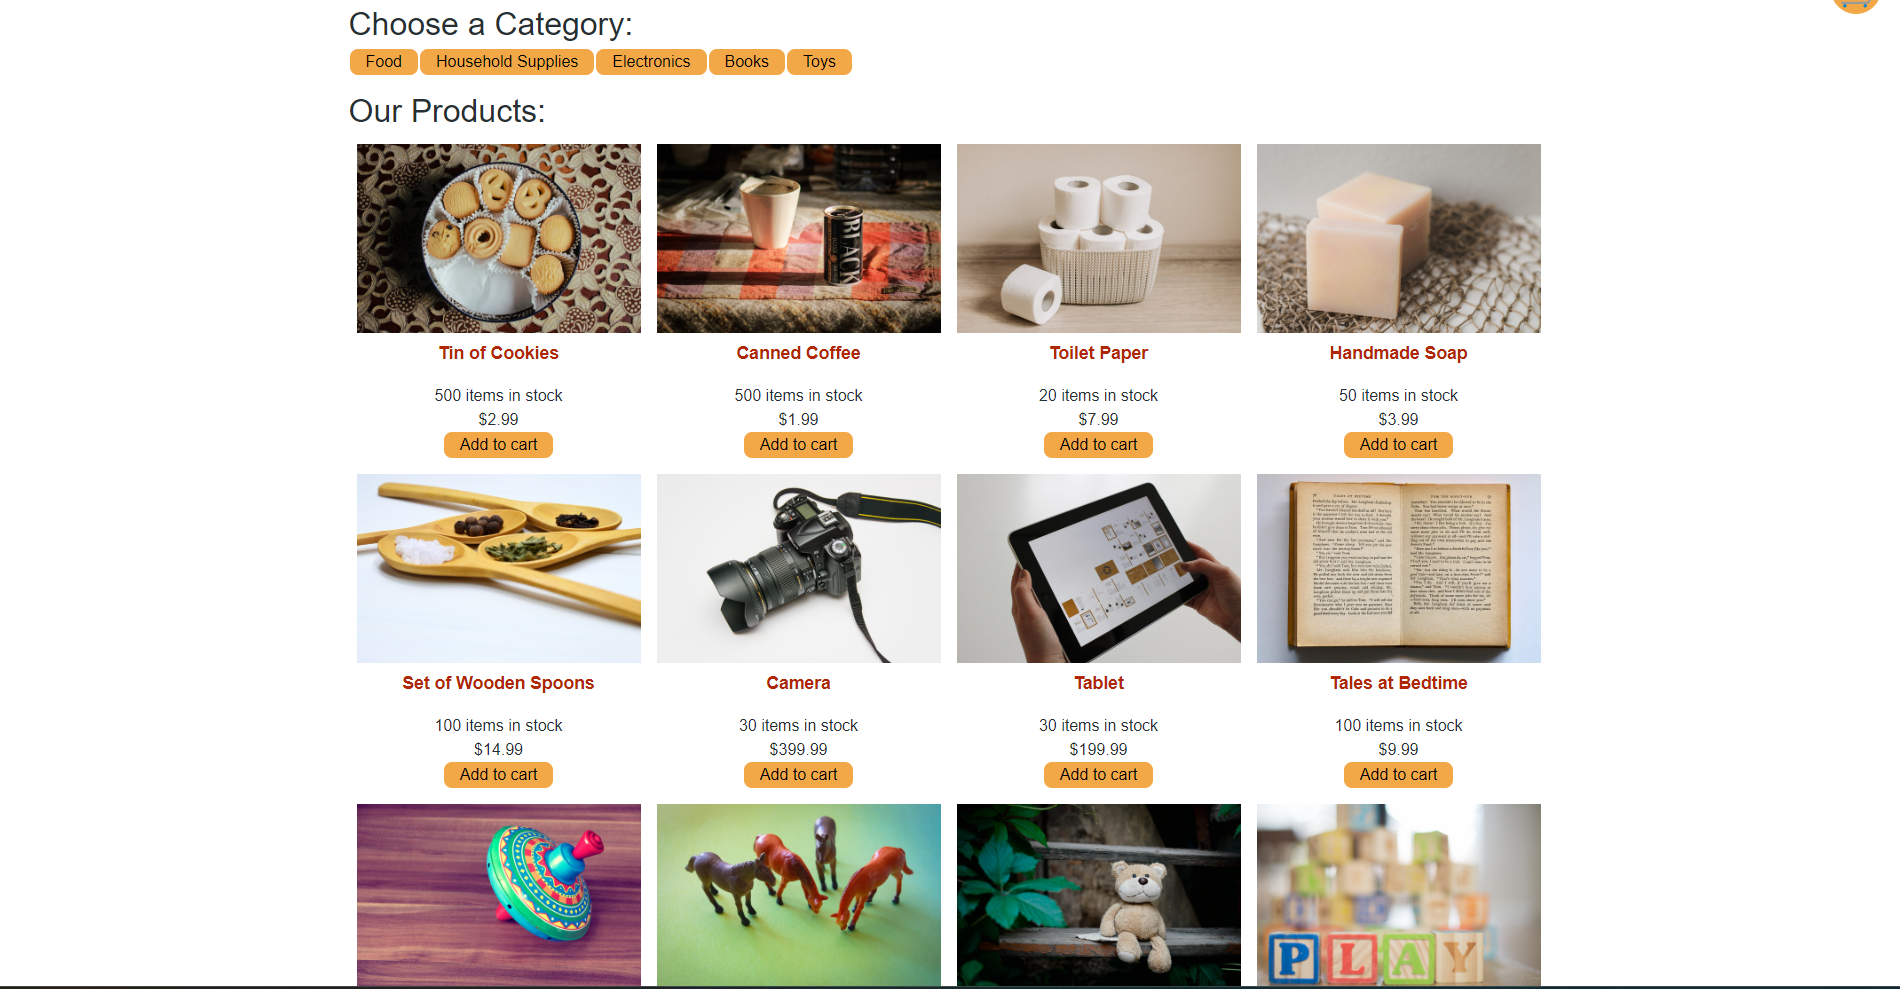 Choose a Category:
Food Household Supplies Electronics Books Toys
Our Products:
BLACK
Tin of Cookies Canned Coffee Toilet Paper Handmade Soap
500 items in stock 500 items in stock 20 items in stock 50 items in stock
$2.99 $1.99 $7.99 $3.99
Add to cart Add to cart Add to cart Add to cart
Set of Wooden Spoons Camera Tablet Tales at Bedtime
100 items in stock 30 items in stock 30 items in stock 100 items in stock
$14.99 $399.99 $199.99 $9.99
Add to cart Add to cart Add to cart Add to cart
PLAY